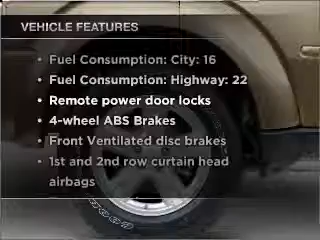 VEHICLE FEATURES
• Fuel Consumption: City: 16
• Fuel Consumption: Highway: 22
• Remote power door locks
• 4-wheel ABS Brakes
• Front Ventilated disc brakes
• 1st and 2nd row curtain head
airbags